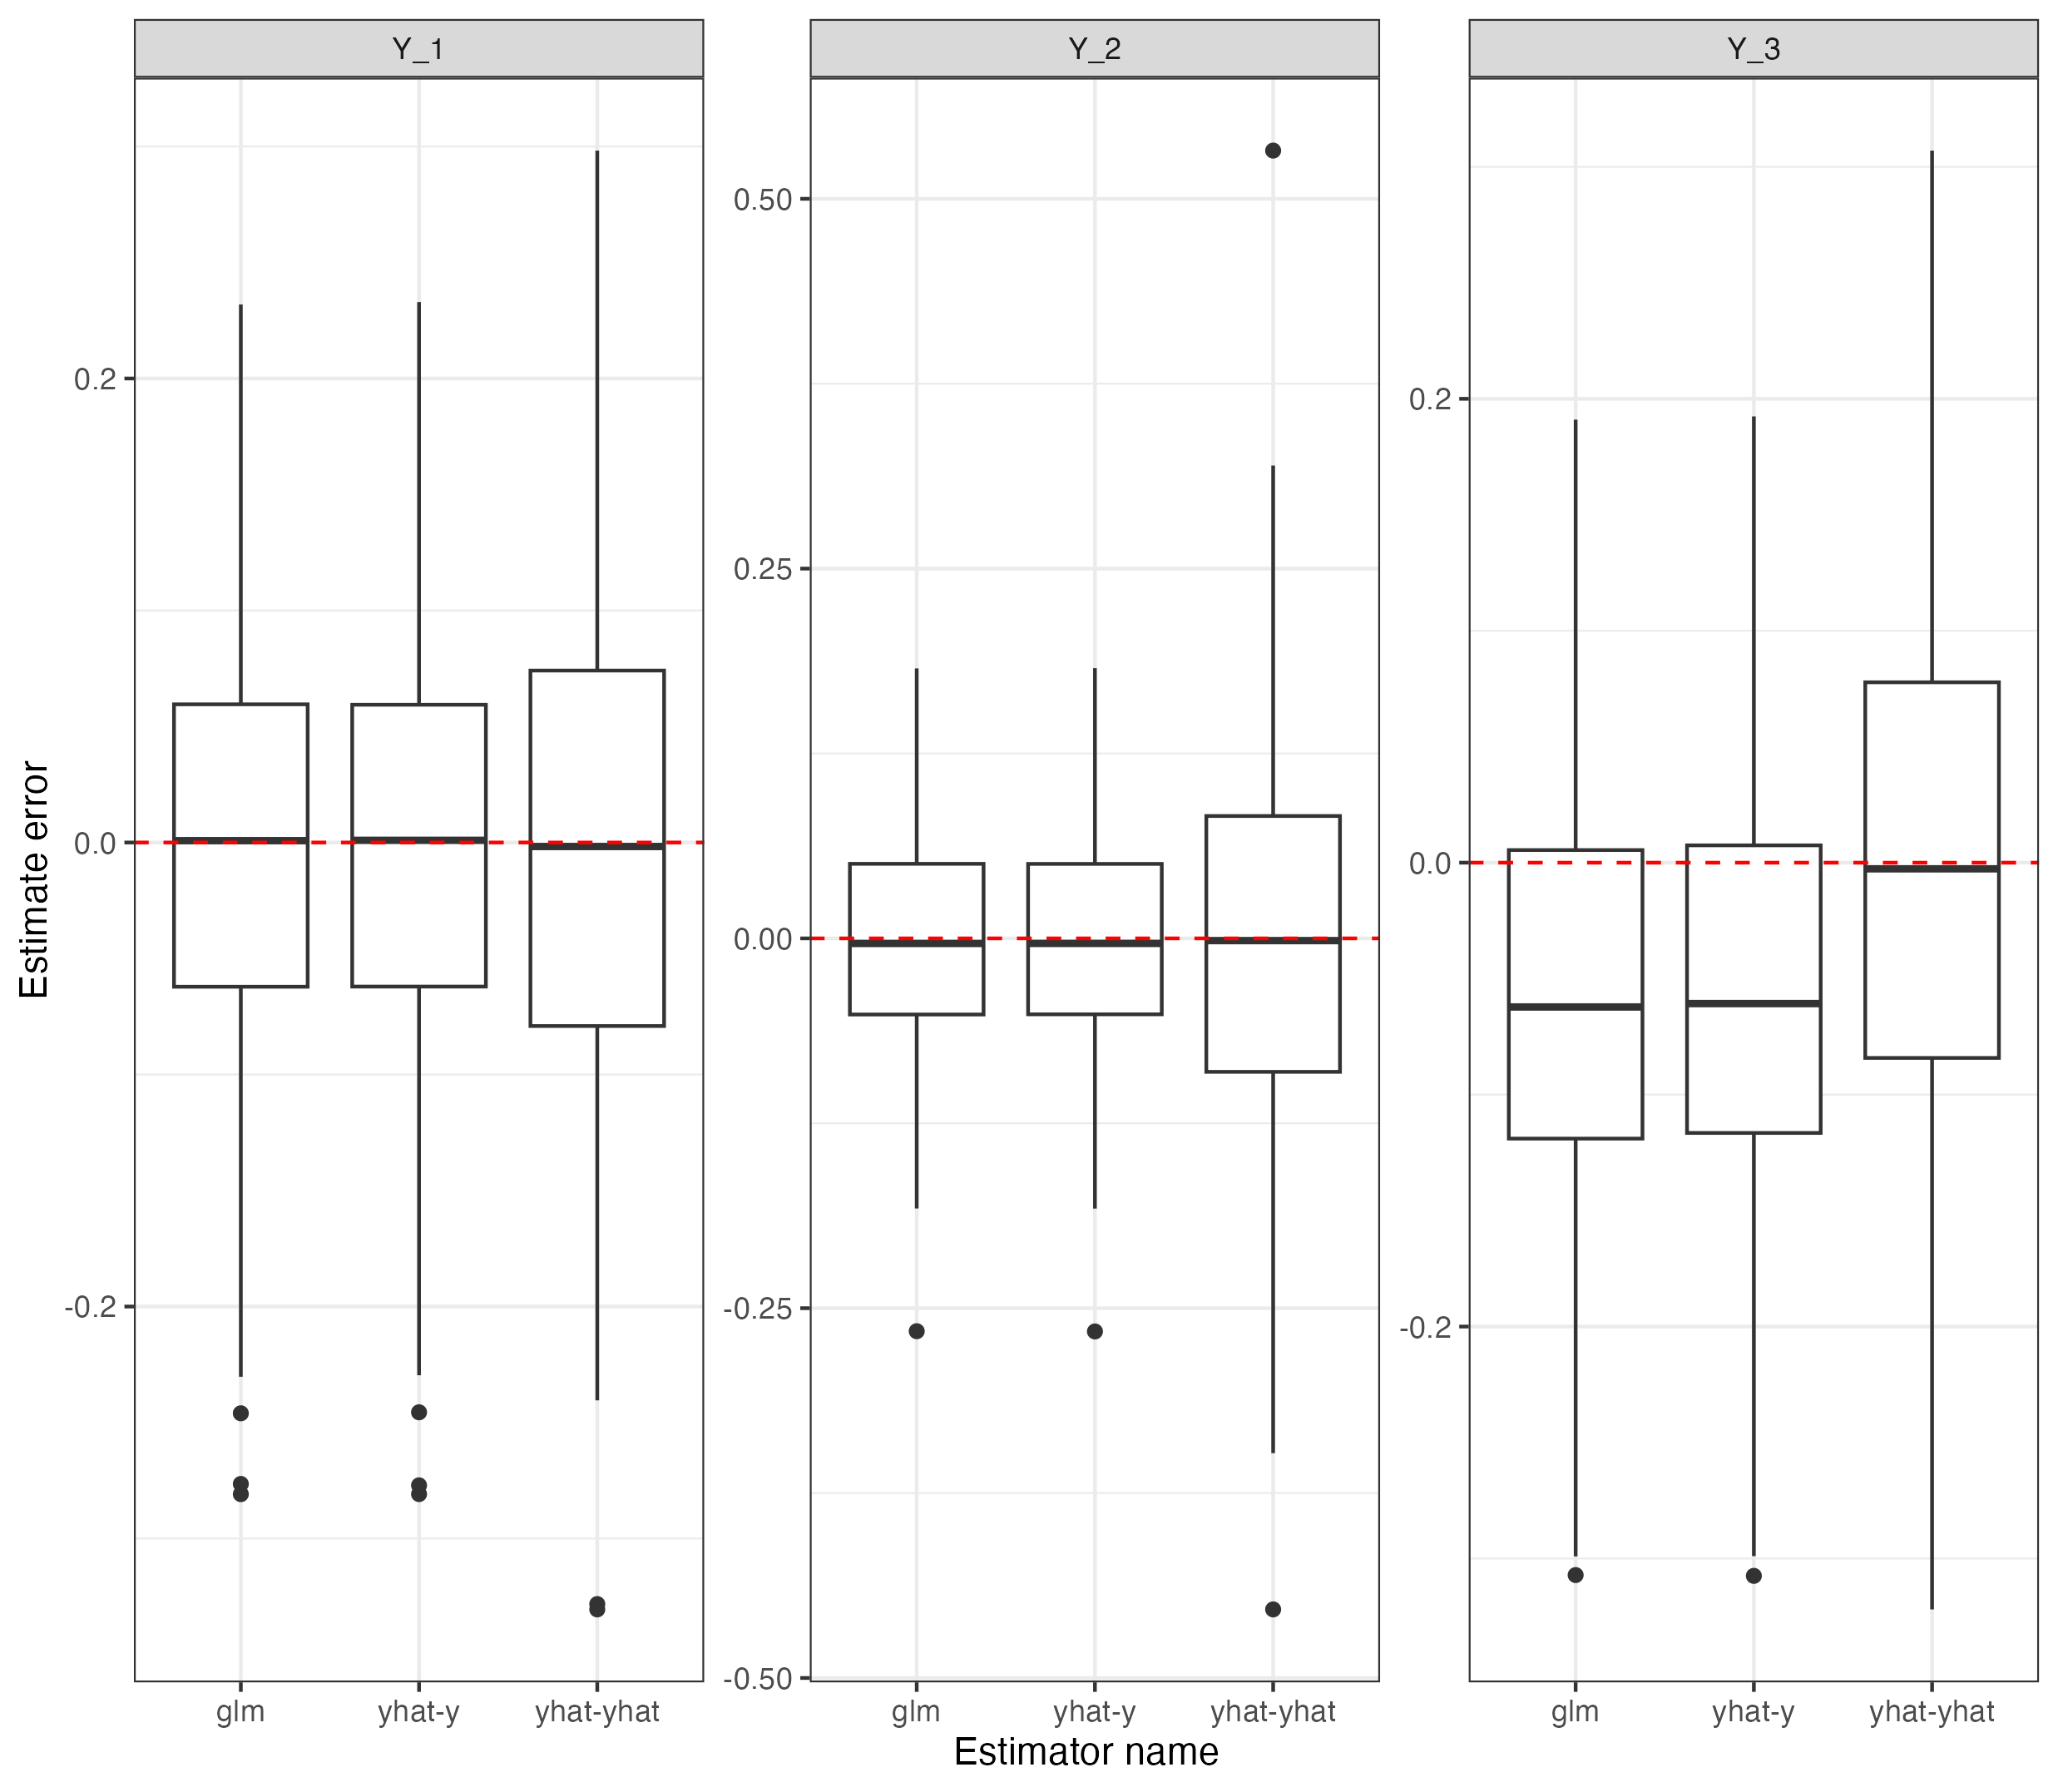 Y_1
Y_2
Y_3
Estimate error
0.2
0.0
-0.2
0.50
0.25
0.00
-0.25
-0.50
0.2
0.0
-0.2
glm yhat-y yhat-yhat
glm yhat-y yhat-yhat
glm yhat-y yhat-yhat
Estimator name